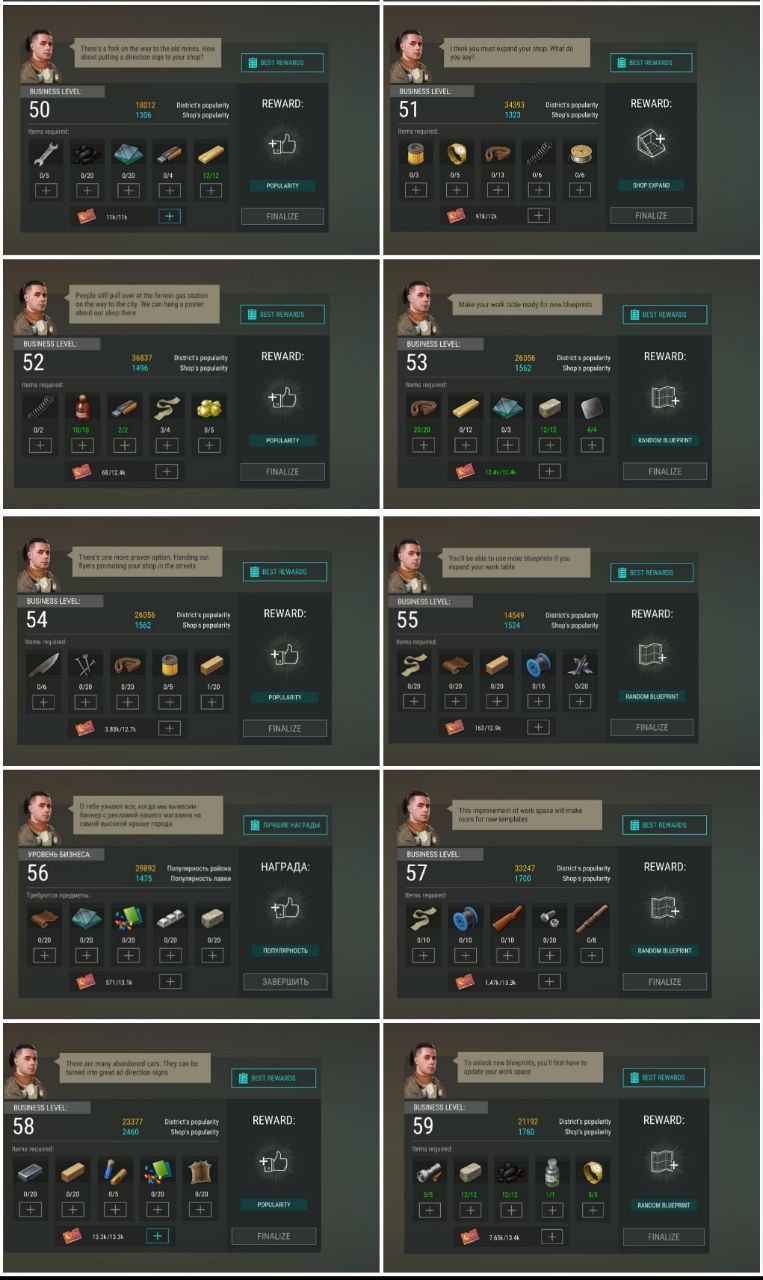 There's a fork on the way to the old mines. How
about putting a direction sign to your shop?
BEST REWARDS
BUSINESS LEVEL:
50
18012 District's popularity
1306 Shop's popularity
Items required:
0/5 0/20 0/20 0/4 12/12
11k/11k
REWARD:
POPULARITY
FINALIZE
I think you must expand your shop. What do
you say?
BEST REWARDS
BUSINESS LEVEL:
51
34393 District's popularity
1323 Shop's popularity
Items required:
0/3 0/5 0/13 0/6 0/6
978/12k
REWARD:
SHOP EXPAND
FINALIZE
People still pull over at the former gas station
on the way to the city. We can hang a poster
about our shop there
BEST REWARDS
BUSINESS LEVEL:
52
36837 District's popularity
1496 Shop's popularity
Items required:
0/2 10/10 2/2 3/4 0/5
68/12.4k
REWARD:
POPULARITY
FINALIZE
Make your work table ready for new blueprints
BEST REWARDS
BUSINESS LEVEL:
53
26056 District's popularity
1562 Shop's popularity
Items required:
20/20 0/12 0/3 12/12 4/4
12.4k/12.4k
REWARD:
RANDOM BLUEPRINT
FINALIZE
There's one more proven option. Handing out
flyers promoting your shop in the streets
BEST REWARDS
BUSINESS LEVEL:
54
26056 District's popularity
1562 Shop's popularity
Items required:
0/6 0/20 0/20 0/5 1/20
3.83k/12.7k
REWARD:
POPULARITY
FINALIZE
You'll be able to use more blueprints if you
expand your work table
BEST REWARDS
BUSINESS LEVEL:
55
14549 District's popularity
1524 Shop's popularity
Items required:
0/20 0/20 0/20 0/15 0/20
163/12.9k
REWARD:
RANDOM BLUEPRINT
FINALIZE
О тебе узнают все, когда мы вывесим
баннер с рекламой нашего магазина на
самой высокой крыше города
ЛУЧШИЕ НАГРАДЫ
УРОВЕНЬ БИЗНЕСА:
56
29892 Популярность района
1475 Популярность лавки
Требуются предметы:
0/20 0/20 0/20 0/20 0/20
571/13.1k
НАГРАДА:
ПОПУЛЯРНОСТЬ
ЗАВЕРШИТЬ
This improvement of work space will make
room for new templates
BEST REWARDS
BUSINESS LEVEL:
57
33247 District's popularity
1700 Shop's popularity
Items required:
0/10 0/10 0/10 0/20 0/8
1.47k/13.3k
REWARD:
RANDOM BLUEPRINT
FINALIZE
There are many abandoned cars. They can be
turned into great ad direction signs
BEST REWARDS
BUSINESS LEVEL:
58
23377 District's popularity
2460 Shop's popularity
Items required:
0/20 0/20 0/5 0/20 0/20
13.3k/13.3k
REWARD:
POPULARITY
FINALIZE
To unlock new blueprints, you'll first have to
update your work space
BEST REWARDS
BUSINESS LEVEL:
59
21192 District's popularity
1760 Shop's popularity
Items required:
5/5 12/12 12/12 1/1 5/5
7.65k/13.4k
REWARD:
RANDOM BLUEPRINT
FINALIZE